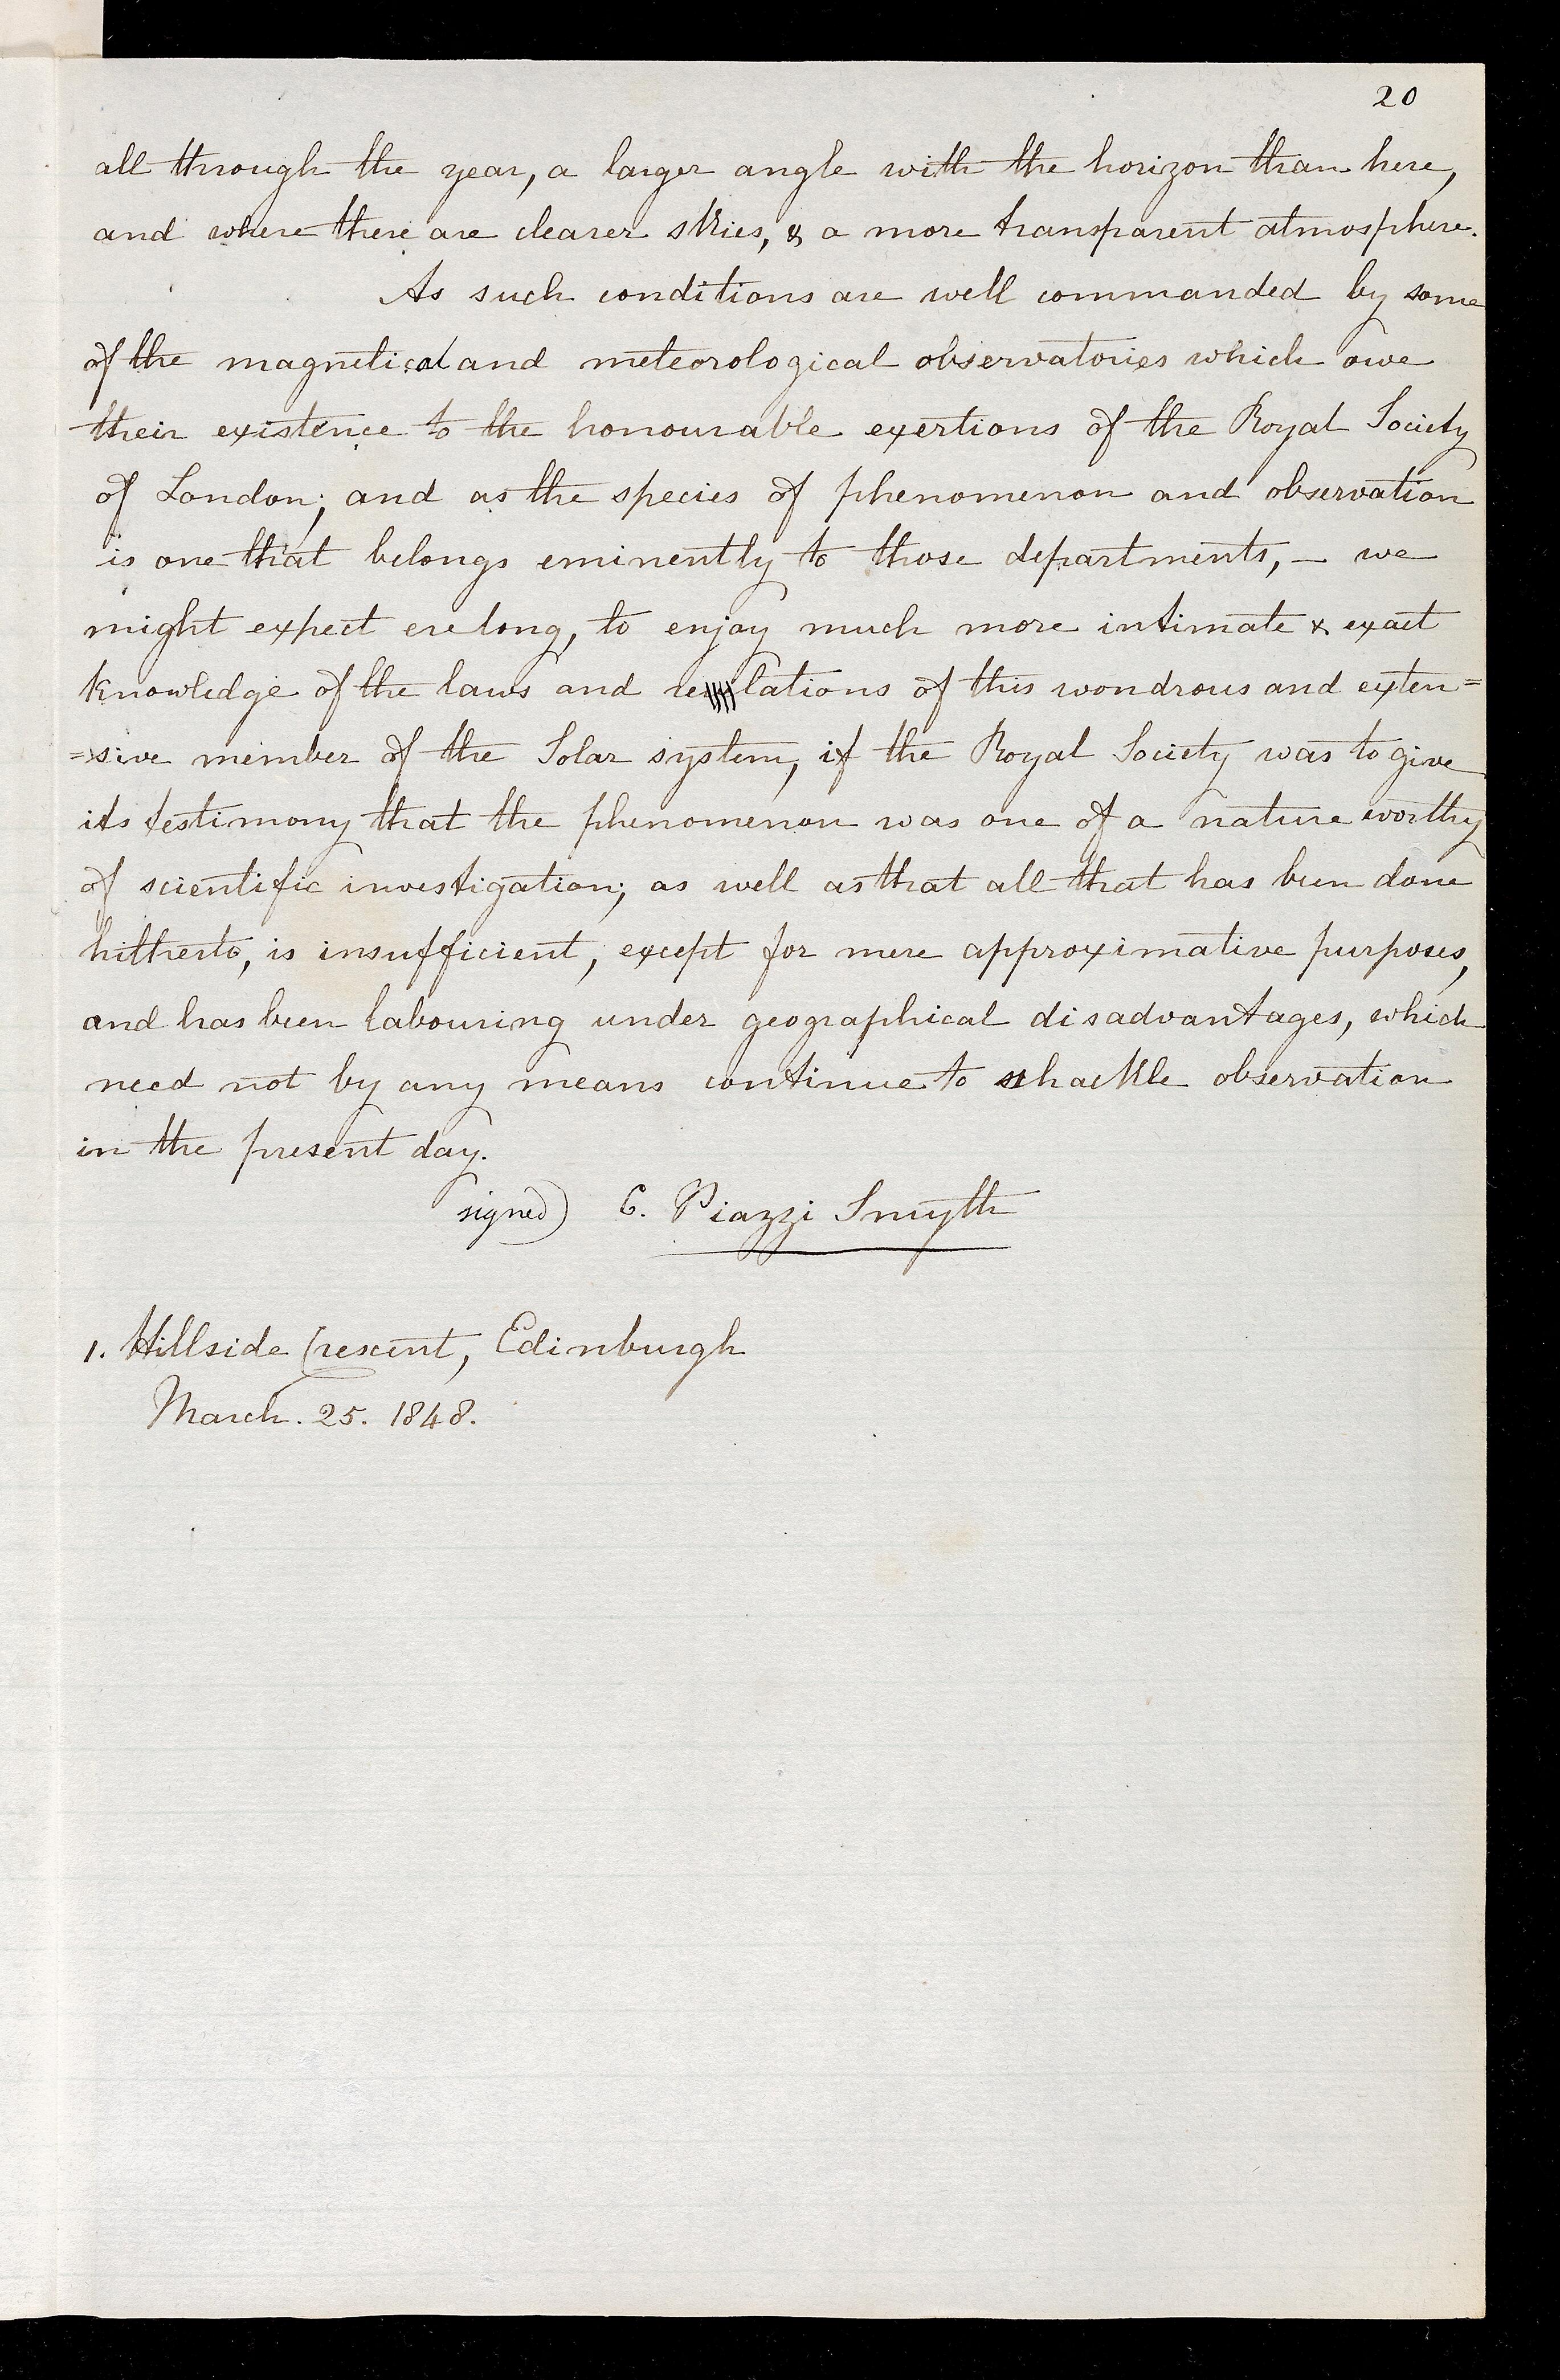 20
all through the year, a larger angle with the horizon than here,
and where there are clearer skies, & a more transparent atmosphere.
As such conditions are well commanded by some
of the magnetical and meteorological observatories which owe
their existence to the honourable exertions of the Royal Society
of London; and as the species of phenomenon and observation
is one that belongs eminently to those departments, — we
might expect ere long, to enjoy much more intimate & exact
knowledge of the laws and relations of this wondrous and exten=
=sive member of the Solar system, if the Royal Society was to give
its testimony that the phenomenon was one of a nature worthy
of scientific investigation; as well as that all that has been done
hitherto, is insufficient, except for mere approximative purposes,
and has been labouring under geographical disadvantages, which
need not by any means continue to shackle observation
in the present day.
signed) C. Piazzi Smyth
1. Hillside Crescent, Edinburgh
March. 25. 1848.